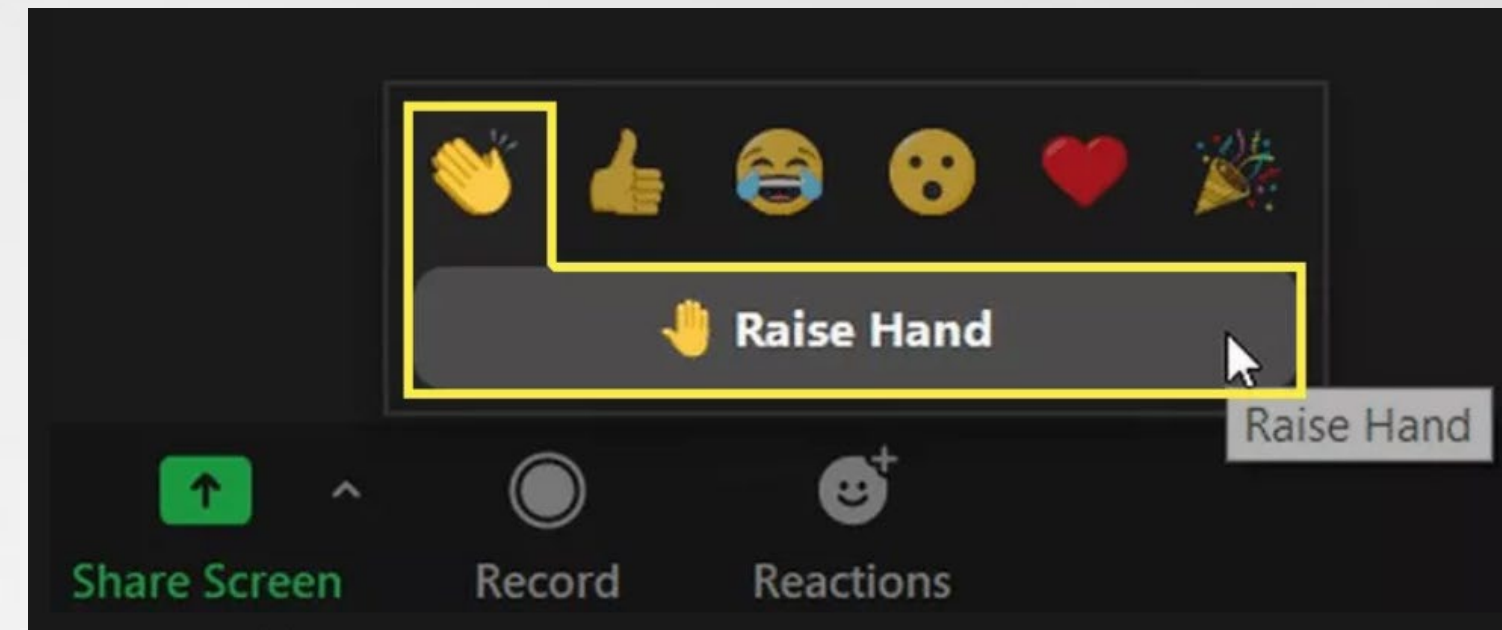 Raise Hand
Raise Hand
Share Screen
Record
Reactions